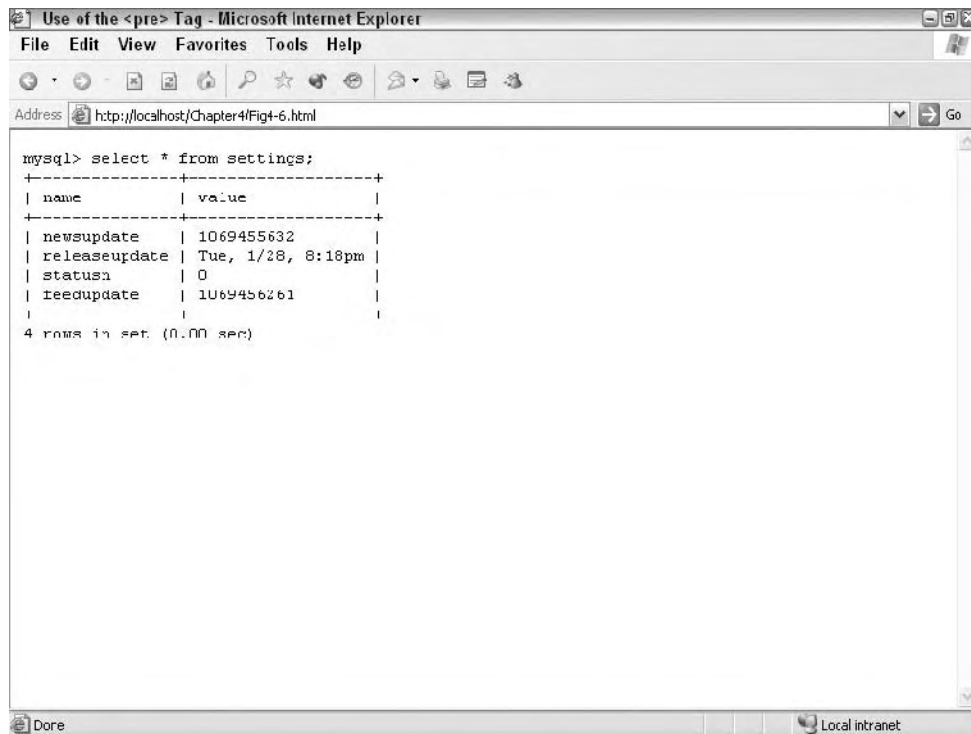 Use of the <pre> Tag - Microsoft Internet Explorer
File Edit View Favorites Tools Help
Address http://localhost/Chapter4/Fig4-6.html Go
mysql> select * from settings;
+---------------+-------------------+
| name | value |
+---------------+-------------------+
| newsupdate | 1069455632 |
| releaseupdate | Tue, 1/28, 8:18pm |
| statusn | 0 |
| feedupdate | 1069456261 |
4 rows in set (0.00 sec)
Done Local intranet